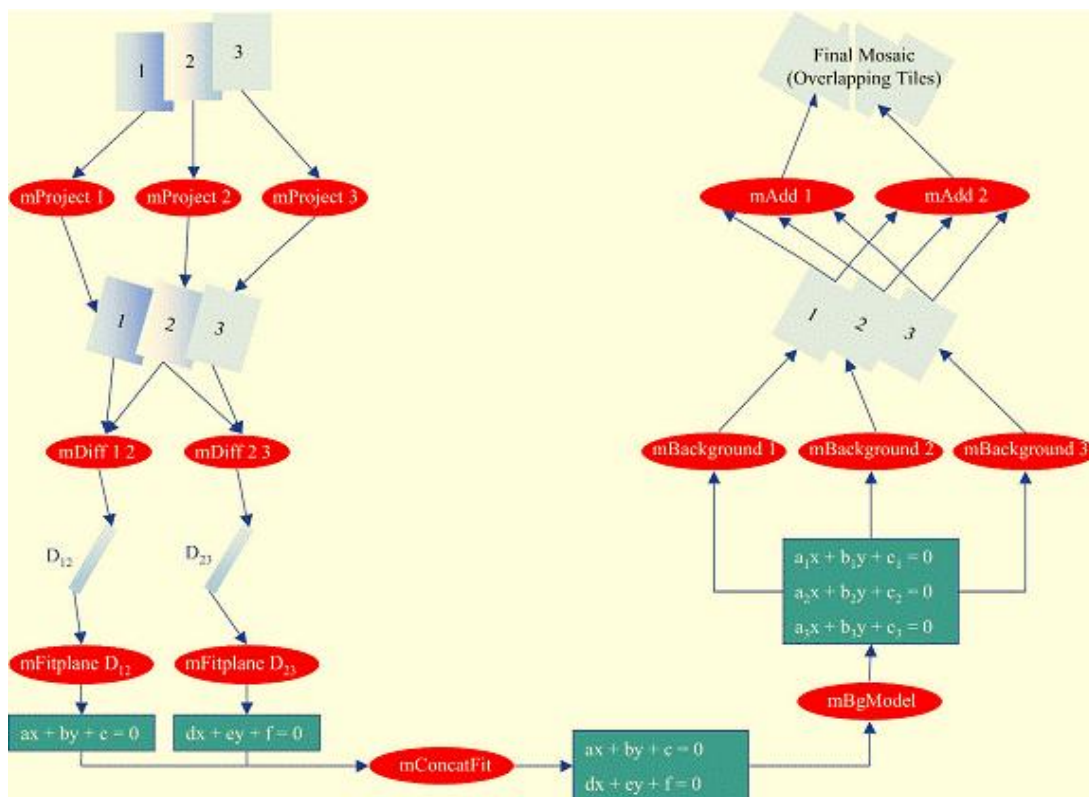 1
2
3
Final Mosaic
(Overlapping Tiles)
mProject 1
mProject 2
mProject 3
mAdd 1
mAdd 2
1
2
3
1
2
3
mDiff 1 2
mDiff 2 3
mBackground 1
mBackground 2
mBackground 3
D₁₂
D₂₃
a₁x + b₁y + c₁ = 0
a₂x + b₂y + c₂ = 0
a₃x + b₃y + c₃ = 0
mFitplane D₁₂
mFitplane D₂₃
mBgModel
ax + by + c = 0
dx + ey + f = 0
mConcatFit
ax + by + c = 0
dx + ey + f = 0